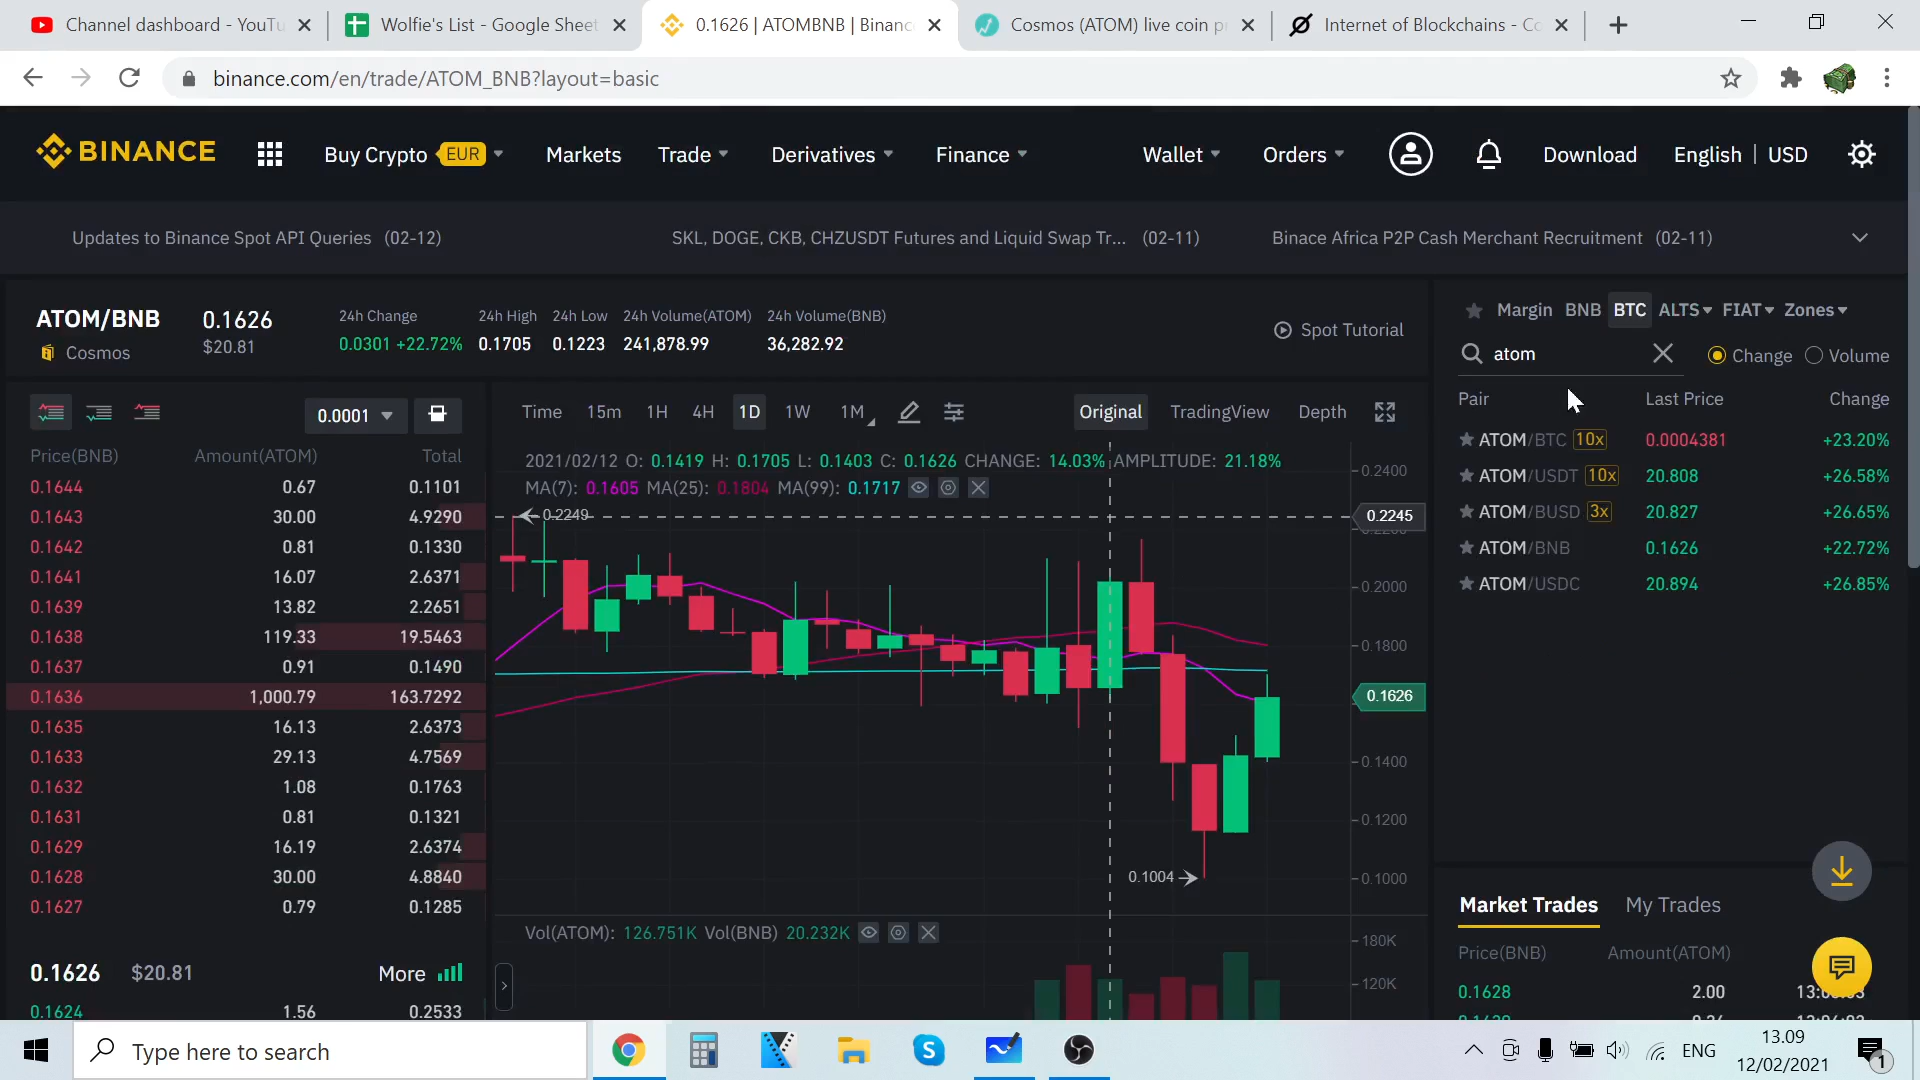 Channel dashboard - YouTu
Wolfie's List - Google Sheet
0.1626 | ATOMBNB | Binanc
Cosmos (ATOM) live coin pr
Internet of Blockchains - Co
binance.com/en/trade/ATOM_BNB?layout=basic
BINANCE
Buy Crypto EUR
Markets
Trade
Derivatives
Finance
Wallet
Orders
Download
English | USD
Updates to Binance Spot API Queries (02-12)
SKL, DOGE, CKB, CHZUSDT Futures and Liquid Swap Tr... (02-11)
Binace Africa P2P Cash Merchant Recruitment (02-11)
ATOM/BNB
Cosmos
0.1626
$20.81
24h Change
0.0301 +22.72%
24h High
0.1705
24h Low
0.1223
24h Volume(ATOM)
241,878.99
24h Volume(BNB)
36,282.92
Spot Tutorial
0.0001
Price(BNB) Amount(ATOM) Total
0.1644 0.67 0.1101
0.1643 30.00 4.9290
0.1642 0.81 0.1330
0.1641 16.07 2.6371
0.1639 13.82 2.2651
0.1638 119.33 19.5463
0.1637 0.91 0.1490
0.1636 1,000.79 163.7292
0.1635 16.13 2.6373
0.1633 29.13 4.7569
0.1632 1.08 0.1763
0.1631 0.81 0.1321
0.1629 16.19 2.6374
0.1628 30.00 4.8840
0.1627 0.79 0.1285
0.1626 $20.81 More
0.1624 1.56 0.2533
Time 15m 1H 4H 1D 1W 1M
Original TradingView Depth
2021/02/12 O: 0.1419 H: 0.1705 L: 0.1403 C: 0.1626 CHANGE: 14.03% AMPLITUDE: 21.18%
MA(7): 0.1605 MA(25): 0.1804 MA(99): 0.1717
0.2249
0.1004
0.2400
0.2245
0.2000
0.1800
0.1626
0.1400
0.1200
0.1000
Vol(ATOM): 126.751K Vol(BNB) 20.232K
180K
120K
Margin BNB BTC ALTS FIAT Zones
atom
Change Volume
Pair Last Price Change
ATOM/BTC 10x 0.0004381 +23.20%
ATOM/USDT 10x 20.808 +26.58%
ATOM/BUSD 3x 20.827 +26.65%
ATOM/BNB 0.1626 +22.72%
ATOM/USDC 20.894 +26.85%
Market Trades My Trades
Price(BNB) Amount(ATOM)
0.1628 2.00
Type here to search
ENG
13.09
12/02/2021
1